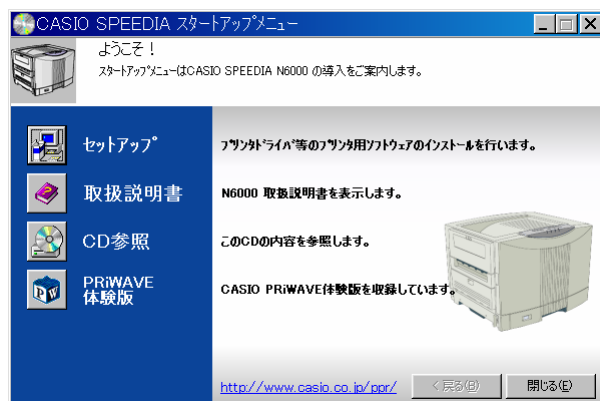 CASIO SPEEDIA スタートアップメニュー
ようこそ！
ｽﾀｰﾄｱｯﾌﾟﾒﾆｭｰはCASIO SPEEDIA N6000 の導入をご案内します。
セットアップ
ﾌﾟﾘﾝﾀﾄﾞﾗｲﾊﾞ等のﾌﾟﾘﾝﾀ用ｿﾌﾄｳｪｱのｲﾝｽﾄｰﾙを行います。
取扱説明書
N6000 取扱説明書を表示します。
CD参照
このCDの内容を参照します。
PRiWAVE
体験版
CASIO PRiWAVE体験版を収録しています。
http://www.casio.co.jp/ppr/
< 戻る(B)
閉じる(E)